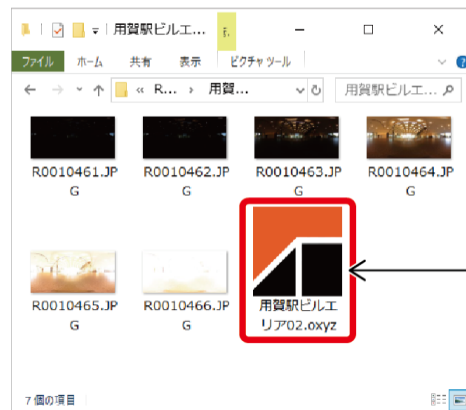 用賀駅ビルエ...
ファイル ホーム 共有 表示 ピクチャ ツール
« R... › 用賀... 用賀駅ビルエ...
R0010461.JPG R0010462.JPG R0010463.JPG R0010464.JPG
R0010465.JPG R0010466.JPG 用賀駅ビルエ
リア02.oxyz
7 個の項目